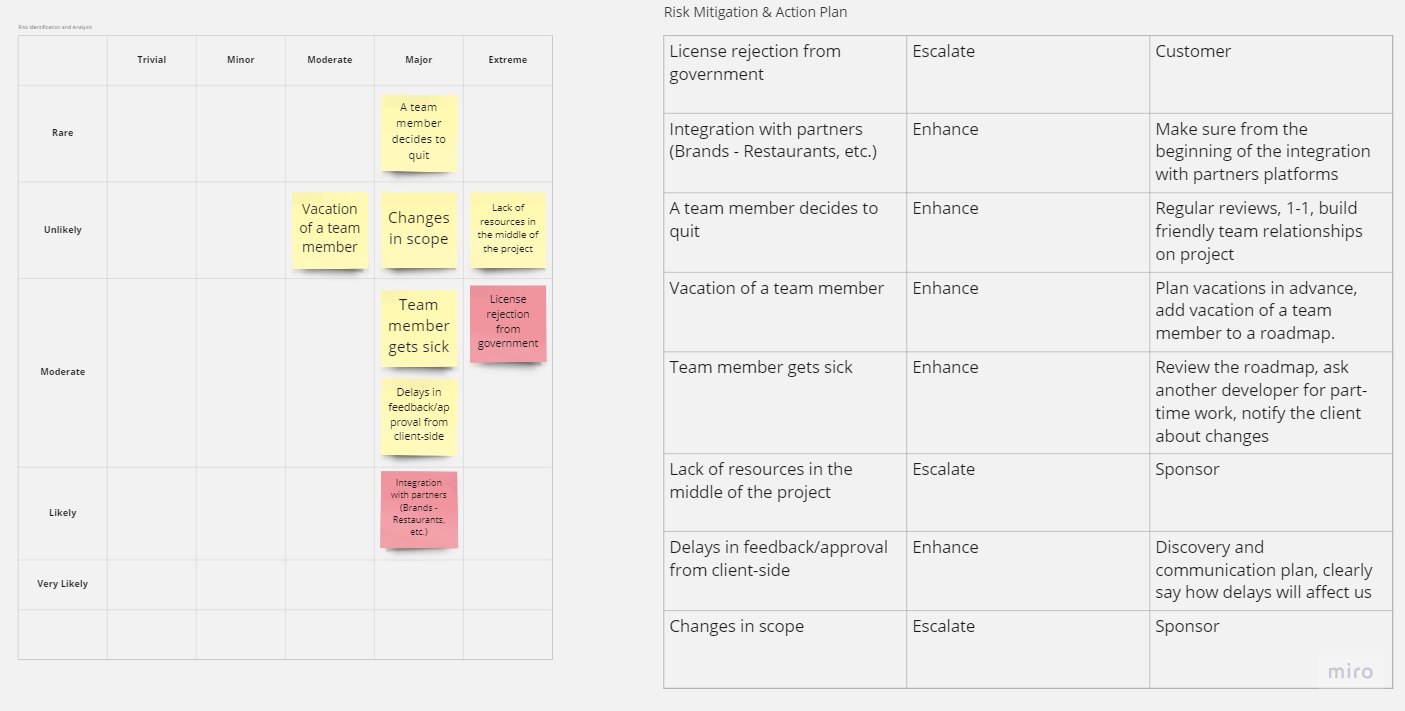 Risk Identification and Analysis
Trivial
Minor
Moderate
Major
Extreme
Rare
A team
member
decides to
quit
Unlikely
Vacation
of a team
member
Changes
in scope
Lack of
resources in
the middle of
the project
Moderate
Team
member
gets sick
Delays in
feedback/ap
proval from
client-side
License
rejection
from
government
Likely
Integration
with partners
(Brands -
Restaurants,
etc.)
Very Likely
Risk Mitigation & Action Plan
License rejection from
government
Escalate
Customer
Integration with partners
(Brands - Restaurants, etc.)
Enhance
Make sure from the
beginning of the integration
with partners platforms
A team member decides to
quit
Enhance
Regular reviews, 1-1, build
friendly team relationships
on project
Vacation of a team member
Enhance
Plan vacations in advance,
add vacation of a team
member to a roadmap.
Team member gets sick
Enhance
Review the roadmap, ask
another developer for part-
time work, notify the client
about changes
Lack of resources in the
middle of the project
Escalate
Sponsor
Delays in feedback/approval
from client-side
Enhance
Discovery and
communication plan, clearly
say how delays will affect us
Changes in scope
Escalate
Sponsor
miro